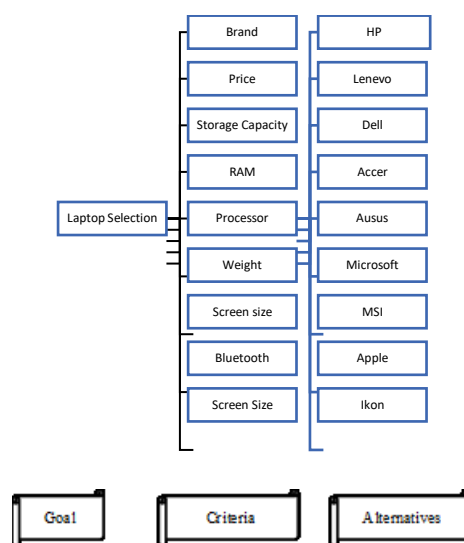 Laptop Selection
Brand
Price
Storage Capacity
RAM
Processor
Weight
Screen size
Bluetooth
Screen Size
HP
Lenevo
Dell
Accer
Ausus
Microsoft
MSI
Apple
Ikon
Goal
Criteria
Alternatives